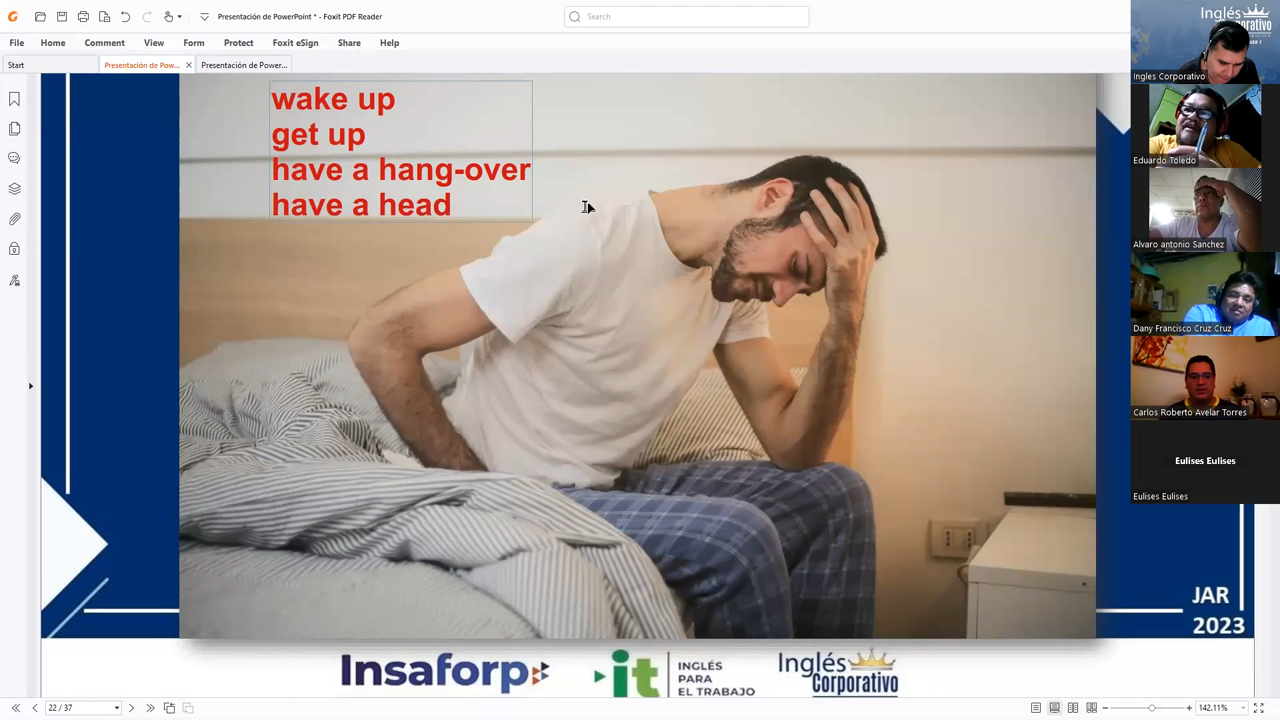 Presentación de PowerPoint * - Foxit PDF Reader
Search
File Home Comment View Form Protect Foxit eSign Share Help
Start
Presentación de Pow...
Presentación de Power...
wake up
get up
have a hang-over
have a head
JAR
2023
Insaforp
it
INGLÉS
PARA
EL TRABAJO
Inglés
Corporativo
22 / 37
142.11%
Inglés
Corporativo
Ingles Corporativo
Eduardo Toledo
Alvaro antonio Sanchez
Dany Francisco Cruz Cruz
Carlos Roberto Avelar Torres
Eulises Eulises
Eulises Eulises